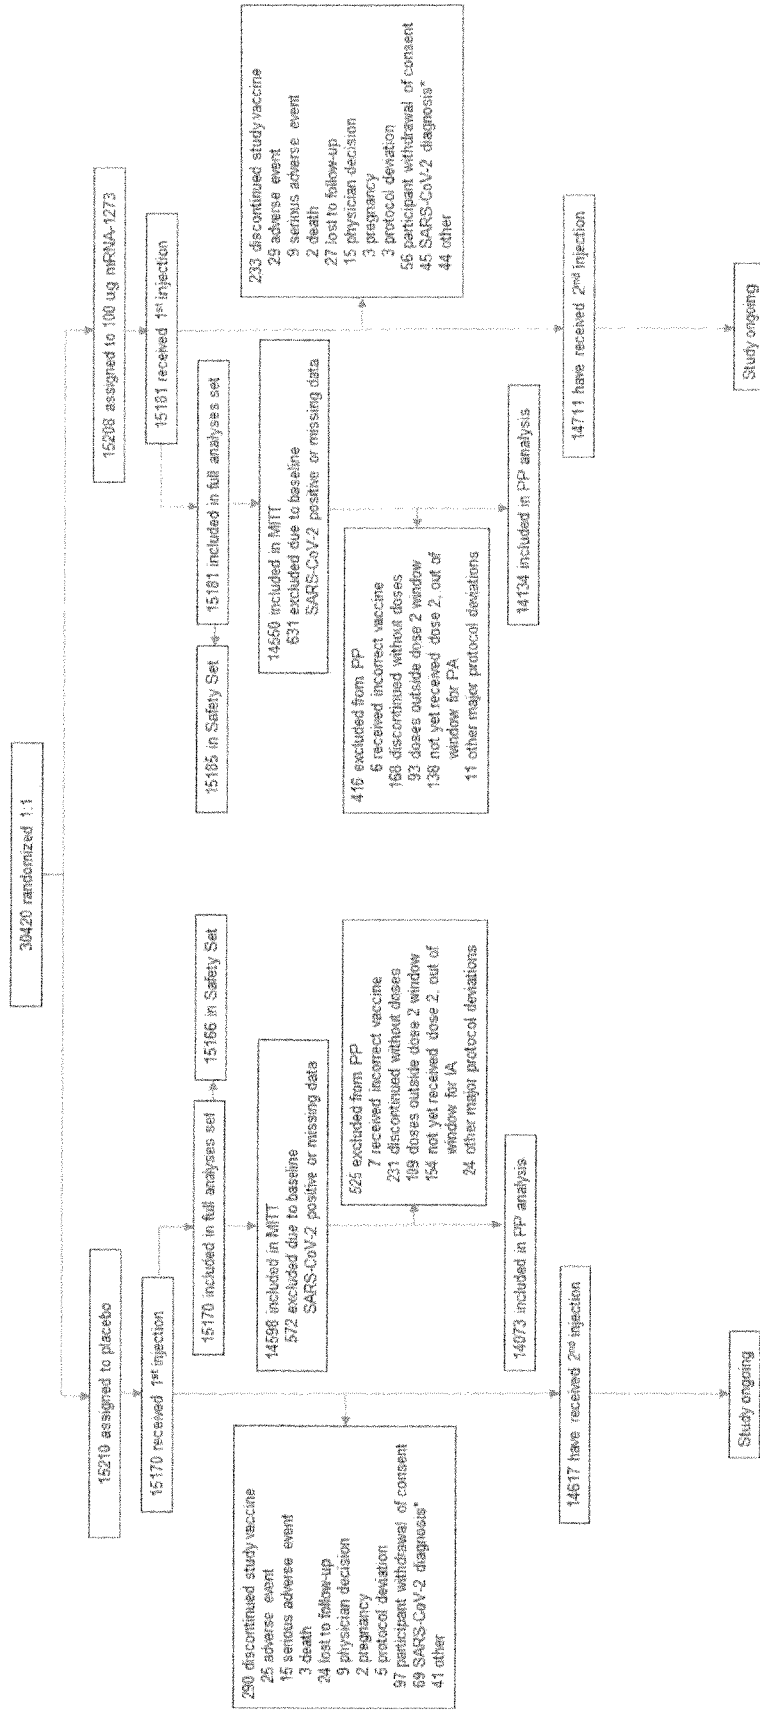 30420 randomized 1:1
15210 assigned to placebo
15170 received 1st injection
290 discontinued study vaccine
25 adverse event
15 serious adverse event
3 death
24 lost to follow-up
9 physician decision
2 pregnancy
5 protocol deviation
97 participant withdrawal of consent
69 SARS-CoV-2 diagnosis*
41 other
15170 included in full analyses set
15166 in Safety Set
14598 included in MITT
572 excluded due to baseline
SARS-CoV-2 positive or missing data
525 excluded from PP
7 received incorrect vaccine
231 discontinued without doses
109 doses outside dose 2 window
154 not yet received dose 2, out of
window for IA
24 other major protocol deviations
14073 included in PP analysis
14617 have received 2nd injection
Study ongoing
15208 assigned to 100 ug mRNA-1273
15181 received 1st injection
233 discontinued study vaccine
29 adverse event
9 serious adverse event
2 death
27 lost to follow-up
15 physician decision
3 pregnancy
3 protocol deviation
56 participant withdrawal of consent
45 SARS-CoV-2 diagnosis*
44 other
15185 in Safety Set
15181 included in full analyses set
14550 included in MITT
631 excluded due to baseline
SARS-CoV-2 positive or missing data
416 excluded from PP
6 received incorrect vaccine
168 discontinued without doses
93 doses outside dose 2 window
138 not yet received dose 2, out of
window for PA
11 other major protocol deviations
14134 included in PP analysis
14711 have received 2nd injection
Study ongoing